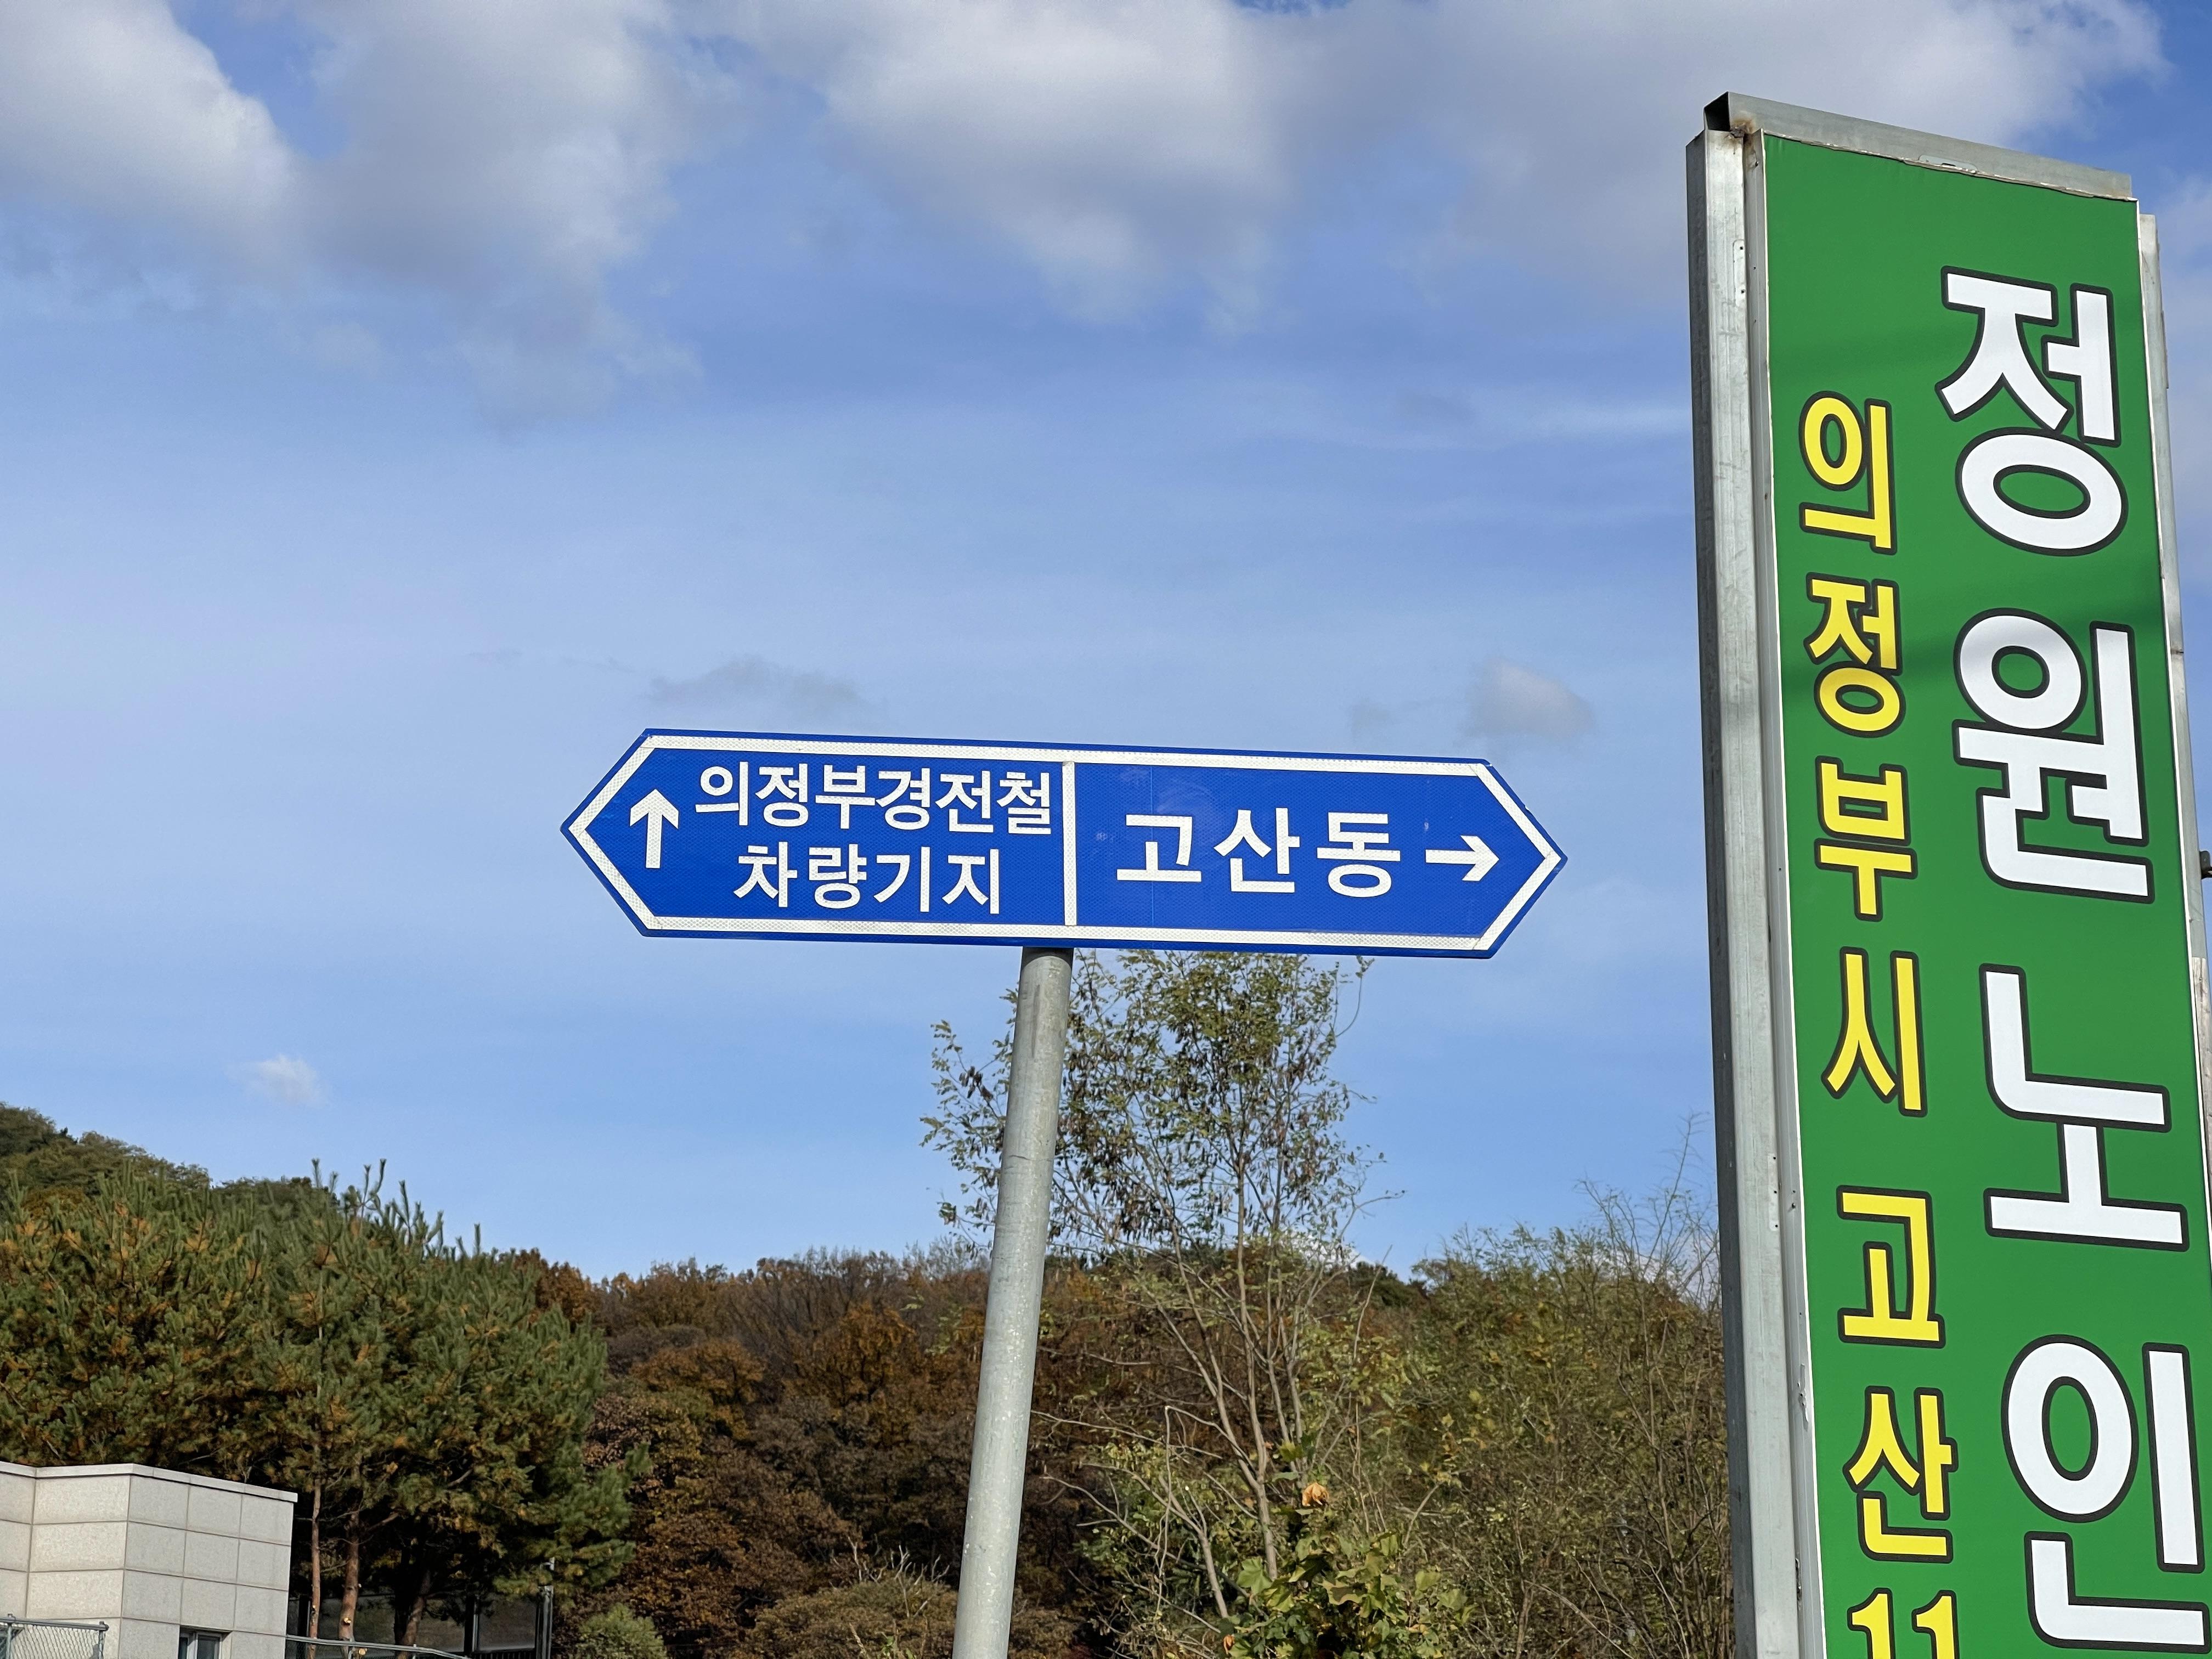 ↑ 의정부경전철
차량기지
고산동 →
정원노인
의정부시 고산 11